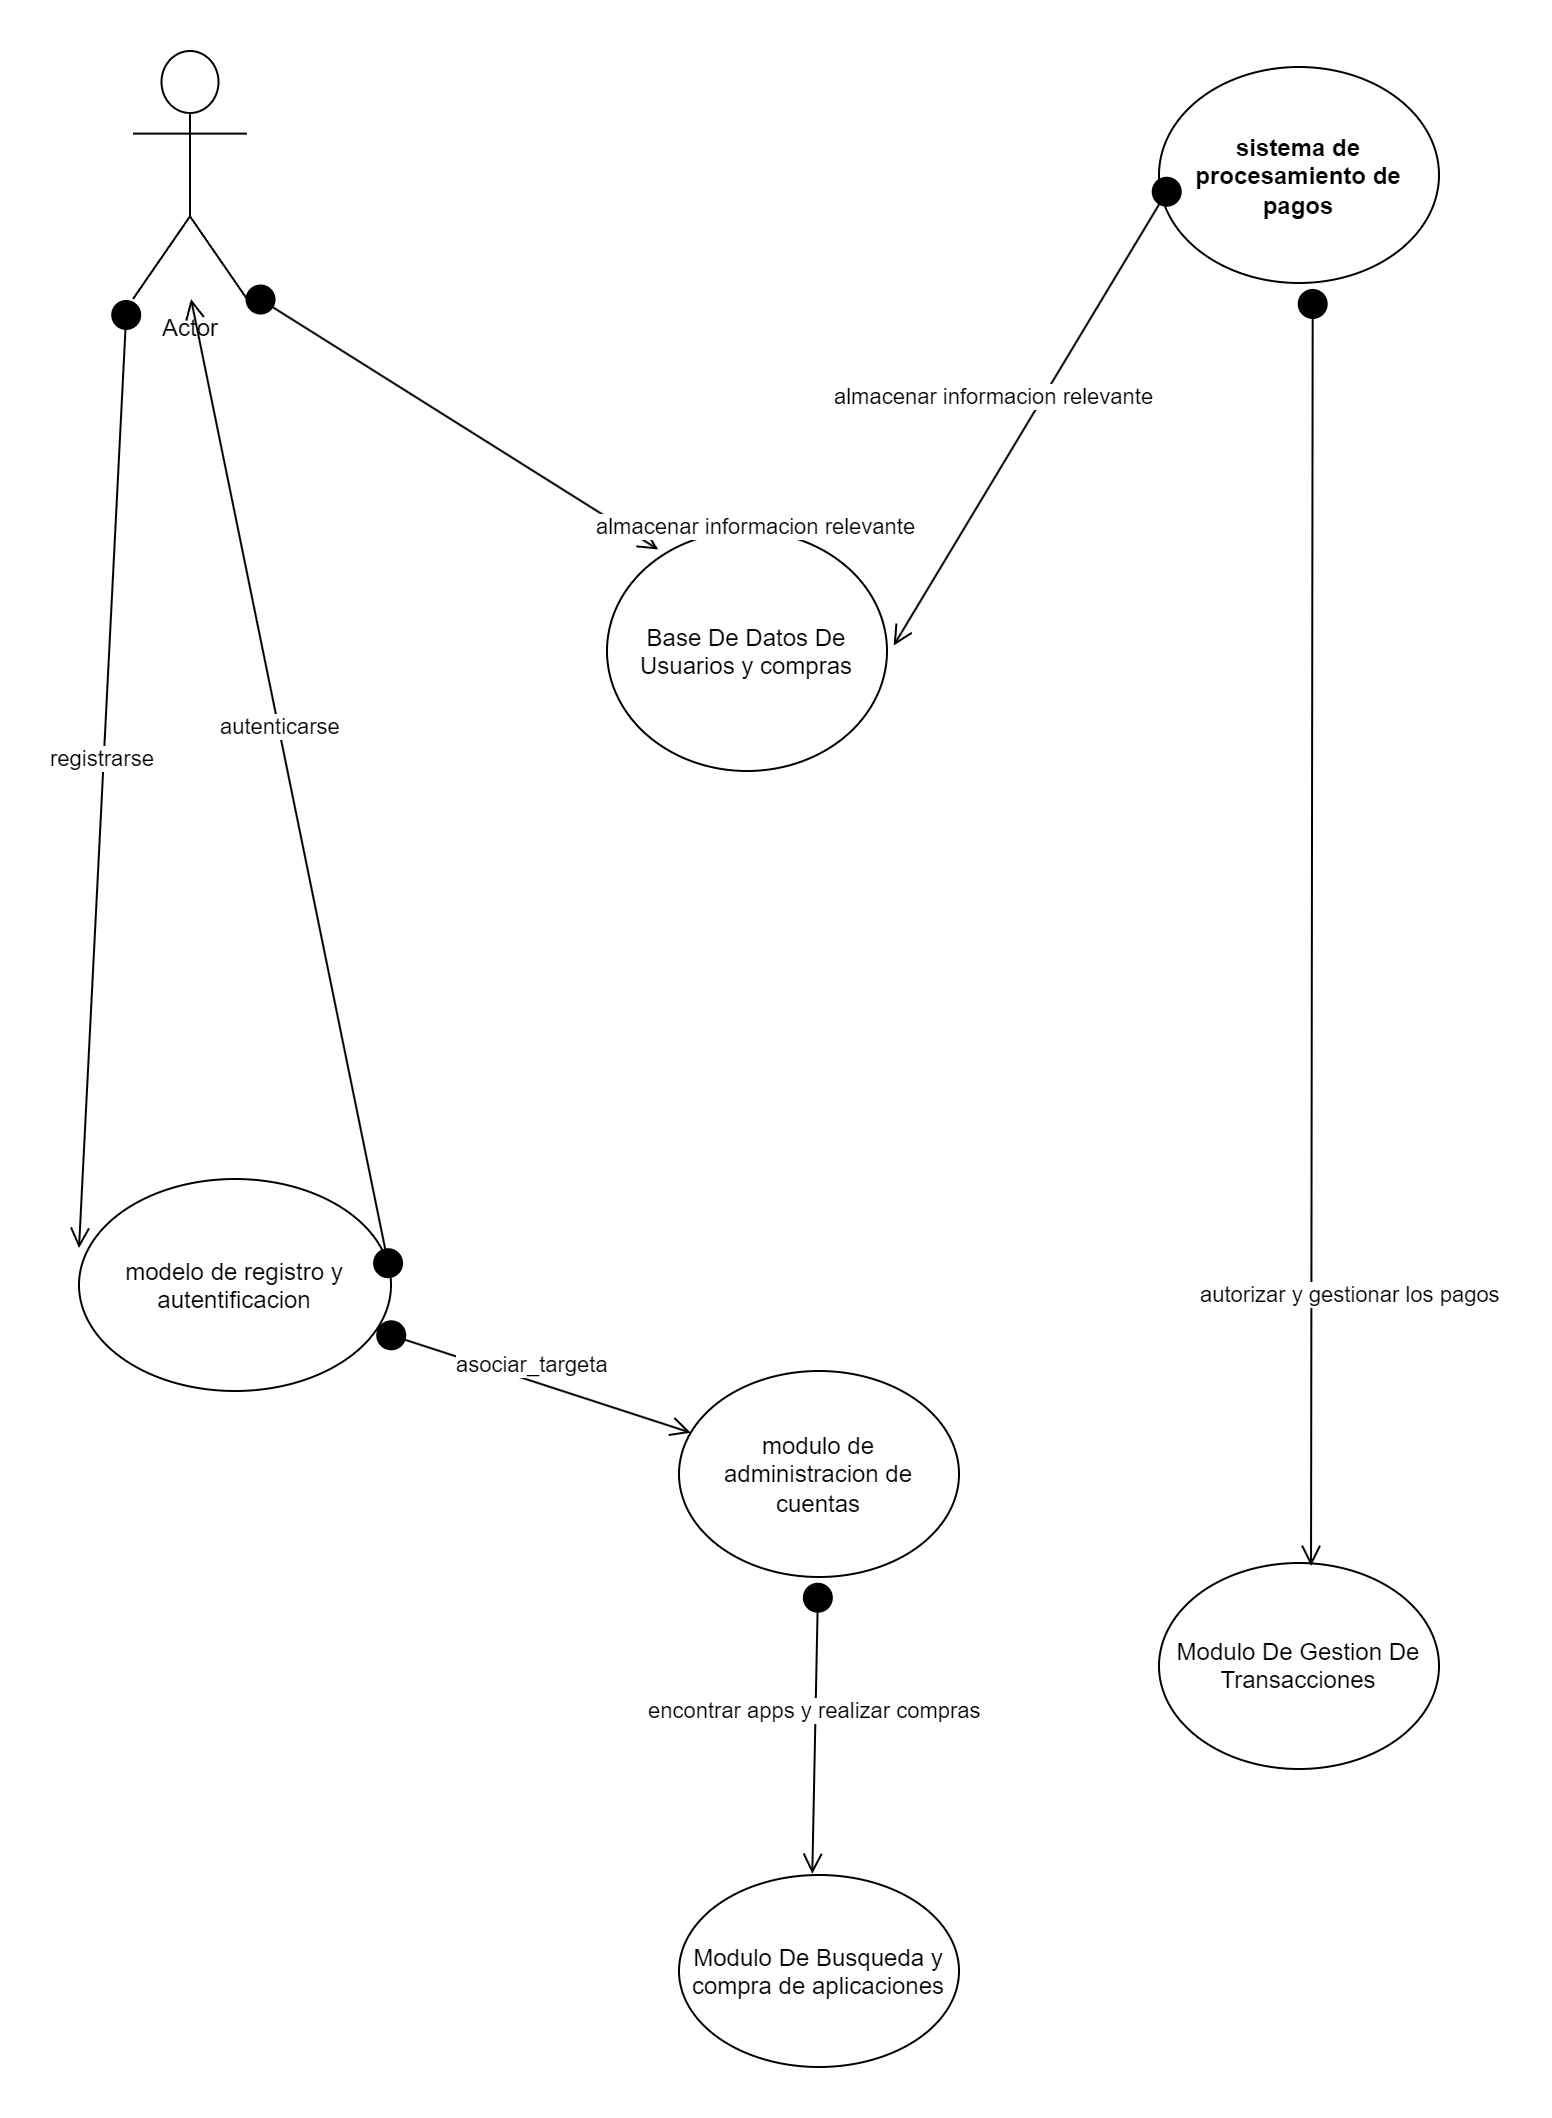 sistema de
procesamiento de
pagos
Actor
almacenar informacion relevante
almacenar informacion relevante
Base De Datos De
Usuarios y compras
autenticarse
registrarse
modelo de registro y
autentificacion
autorizar y gestionar los pagos
asociar_targeta
modulo de
administracion de
cuentas
Modulo De Gestion De
Transacciones
encontrar apps y realizar compras
Modulo De Busqueda y
compra de aplicaciones